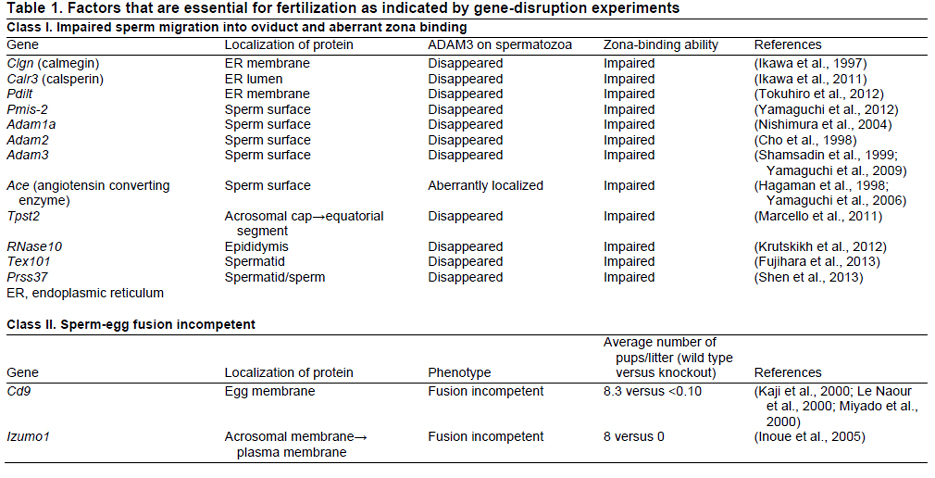 Table 1. Factors that are essential for fertilization as indicated by gene-disruption experiments
Class I. Impaired sperm migration into oviduct and aberrant zona binding
Gene Localization of protein ADAM3 on spermatozoa Zona-binding ability References
Clgn (calmegin) ER membrane Disappeared Impaired (Ikawa et al., 1997)
Calr3 (calsperin) ER lumen Disappeared Impaired (Ikawa et al., 2011)
Pdilt ER membrane Disappeared Impaired (Tokuhiro et al., 2012)
Pmis-2 Sperm surface Disappeared Impaired (Yamaguchi et al., 2012)
Adam1a Sperm surface Disappeared Impaired (Nishimura et al., 2004)
Adam2 Sperm surface Disappeared Impaired (Cho et al., 1998)
Adam3 Sperm surface Disappeared Impaired (Shamsadin et al., 1999;
Yamaguchi et al., 2009)
Ace (angiotensin converting Sperm surface Aberrantly localized Impaired (Hagaman et al., 1998;
enzyme) Yamaguchi et al., 2006)
Tpst2 Acrosomal cap→equatorial Disappeared Impaired (Marcello et al., 2011)
segment
RNase10 Epididymis Disappeared Impaired (Krutskikh et al., 2012)
Tex101 Spermatid Disappeared Impaired (Fujihara et al., 2013)
Prss37 Spermatid/sperm Disappeared Impaired (Shen et al., 2013)
ER, endoplasmic reticulum
Class II. Sperm-egg fusion incompetent
Average number of
pups/litter (wild type
Gene Localization of protein Phenotype versus knockout) References
Cd9 Egg membrane Fusion incompetent 8.3 versus <0.10 (Kaji et al., 2000; Le Naour
et al., 2000; Miyado et al.,
2000)
Izumo1 Acrosomal membrane→ Fusion incompetent 8 versus 0 (Inoue et al., 2005)
plasma membrane